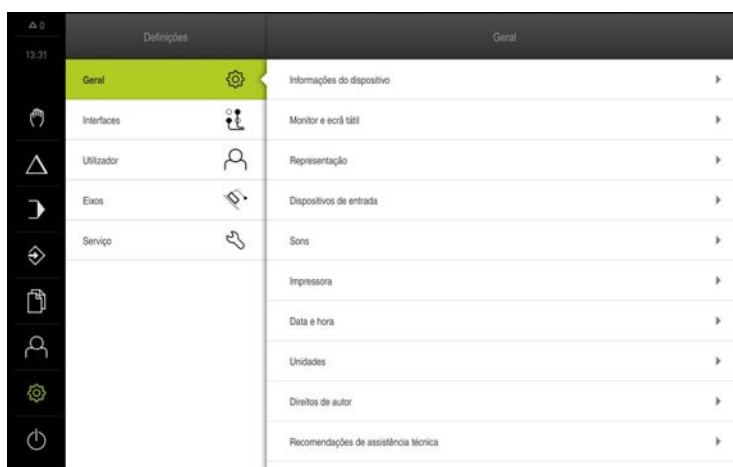 0
Definições
Geral
13:31
Geral
Informações do dispositivo
Interfaces
Monitor e ecrã tátil
Utilizador
Representação
Eixos
Dispositivos de entrada
Serviço
Sons
Impressora
Data e hora
Unidades
Direitos de autor
Recomendações de assistência técnica